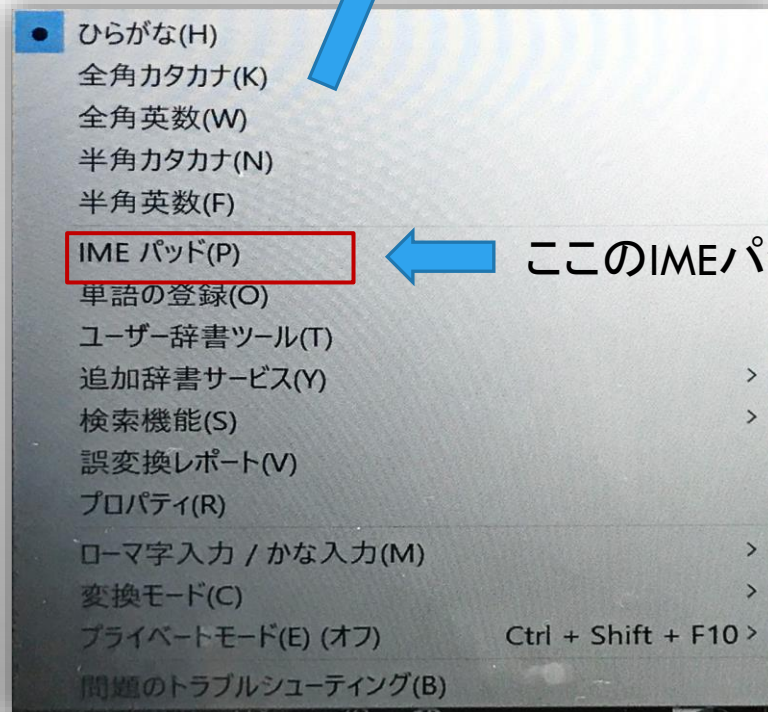 ひらがな(H)
全角カタカナ(K)
全角英数(W)
半角カタカナ(N)
半角英数(F)
IME パッド(P)
ここのIMEパ
単語の登録(O)
ユーザー辞書ツール(T)
追加辞書サービス(Y) >
検索機能(S) >
誤変換レポート(V)
プロパティ(R)
ローマ字入力 / かな入力(M) >
変換モード(C) >
プライベートモード(E) (オフ) Ctrl + Shift + F10 >
問題のトラブルシューティング(B)